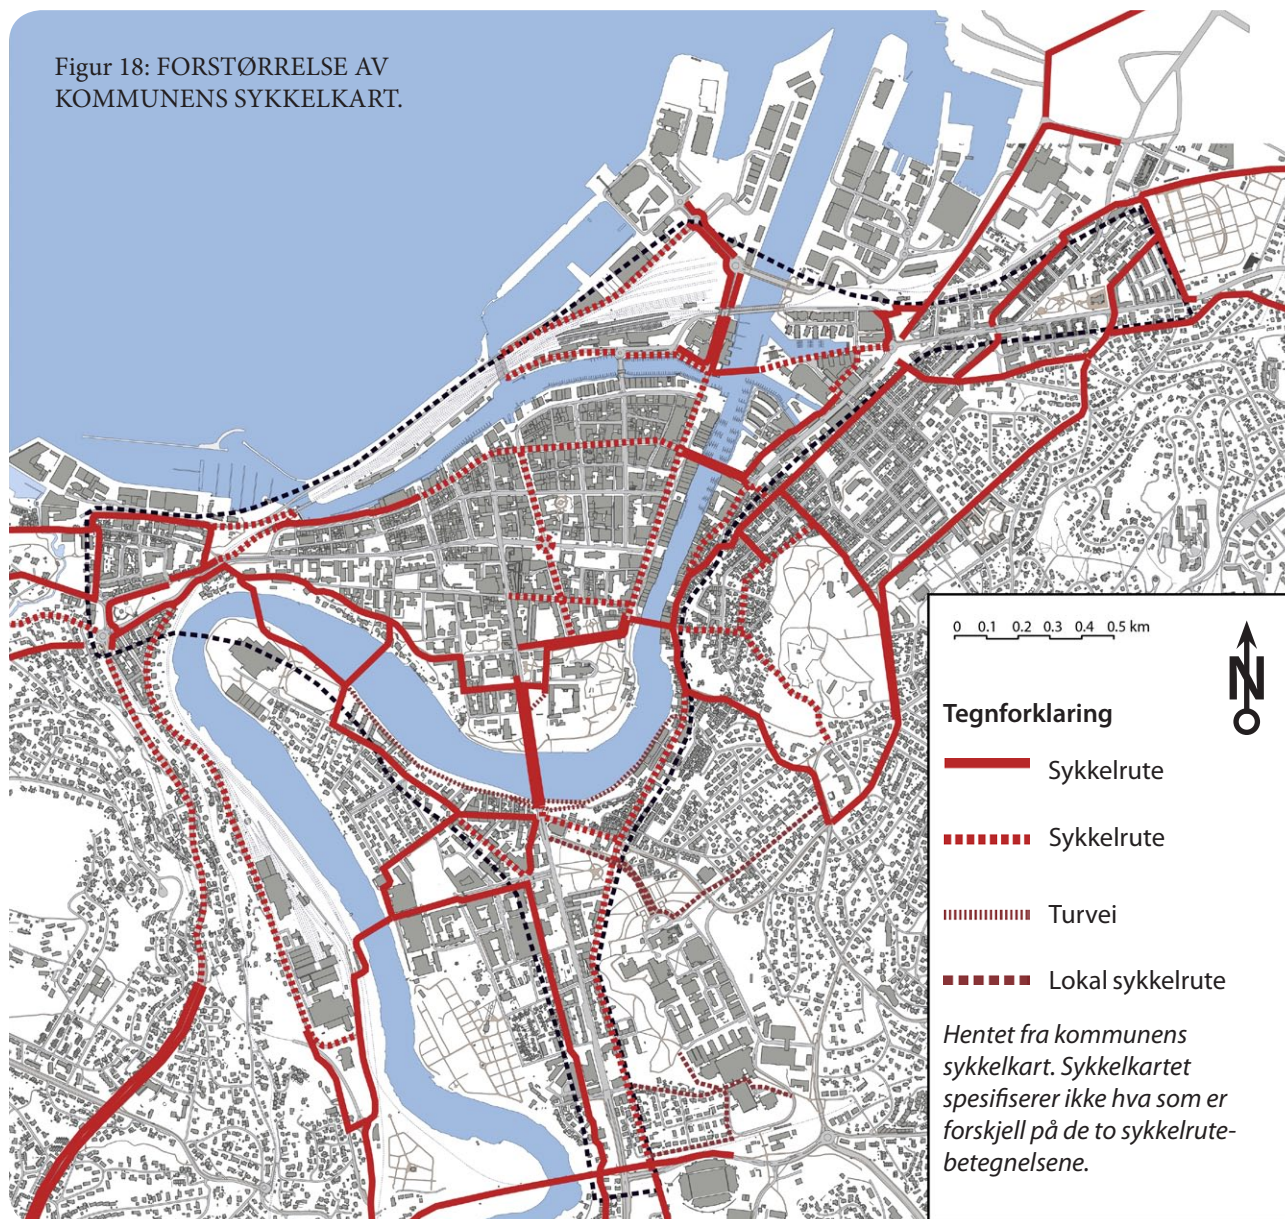 Figur 18: FORSTØRRELSE AV
KOMMUNENS SYKKELKART.
0 0.1 0.2 0.3 0.4 0.5 km
N
Tegnforklaring
Sykkelrute
Sykkelrute
Turvei
Lokal sykkelrute
Hentet fra kommunens
sykkelkart. Sykkelkartet
spesifiserer ikke hva som er
forskjell på de to sykkelrute-
betegnelsene.